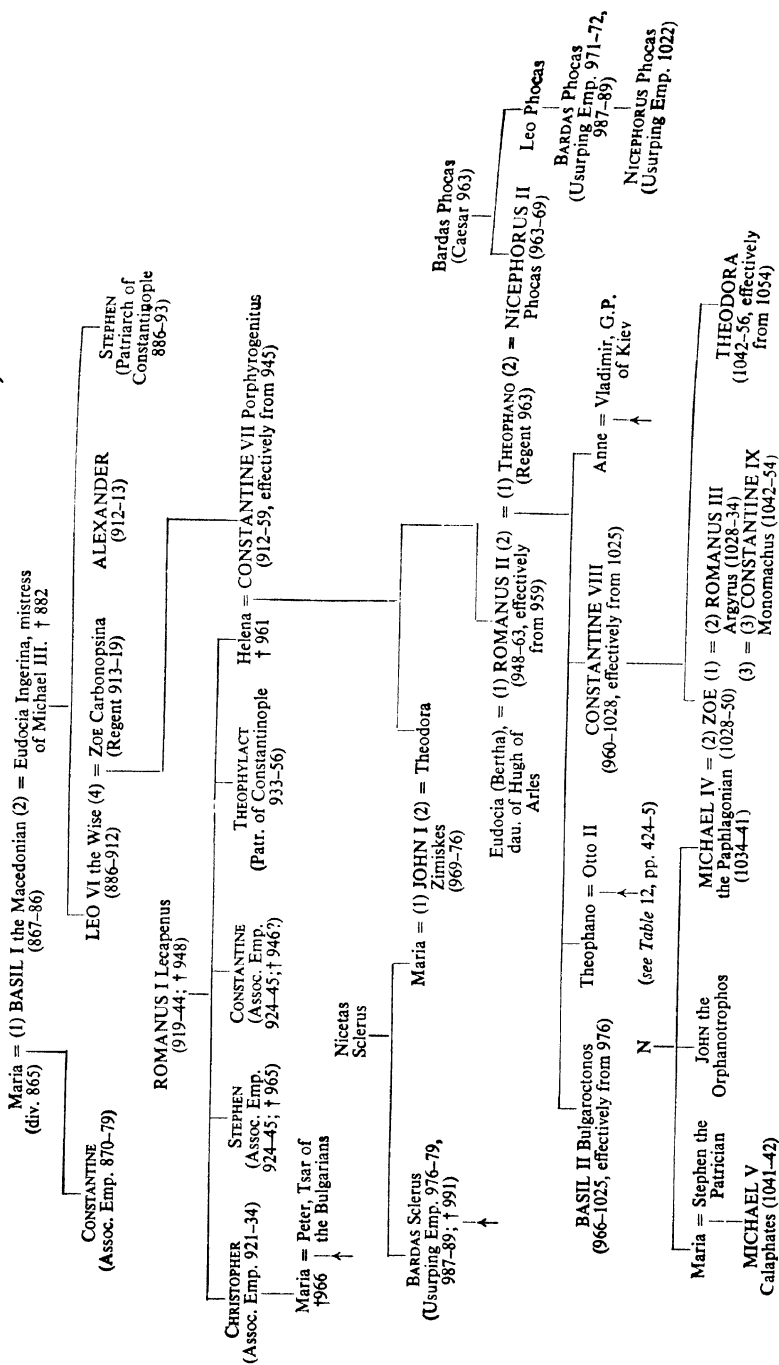 Maria = (1) BASIL I the Macedonian (2) = Eudocia Ingerina, mistress
(div. 865)
(867–86)
of Michael III. † 882
CONSTANTINE
(Assoc. Emp. 870–79)
LEO VI the Wise (4) = ZOE Carbonopsina
(886–912)
(Regent 913–19)
ALEXANDER
(912–13)
STEPHEN
(Patriarch of
Constantinople
886–93)
ROMANUS I Lecapenus
(919–44; † 948)
CHRISTOPHER
(Assoc. Emp. 921–34)
STEPHEN
(Assoc. Emp.
924–45; † 965)
CONSTANTINE
(Assoc. Emp.
924–45; † 946?)
THEOPHYLACT
(Patr. of Constantinople
933–56)
Helena = CONSTANTINE VII Porphyrogenitus
† 961
(912–59, effectively from 945)
Maria = Peter, Tsar of
†966
the Bulgarians
Nicetas
Sclerus
BARDAS Sclerus
(Usurping Emp. 976–79,
987–89; † 991)
Maria = (1) JOHN I (2) = Theodora
Zimiskes
(969–76)
Bardas Phocas
(Caesar 963)
Eudocia (Bertha), = (1) ROMANUS II (2) = (1) THEOPHANO (2) = NICEPHORUS II
dau. of Hugh of
Arles
(948–63, effectively
from 959)
(Regent 963)
Phocas (963–69)
Leo Phocas
BARDAS Phocas
(Usurping Emp. 971–72,
987–89)
NICEPHORUS Phocas
(Usurping Emp. 1022)
BASIL II Bulgaroctonos
(966–1025, effectively from 976)
Theophano = Otto II
(see Table 12, pp. 424–5)
CONSTANTINE VIII
(960–1028, effectively from 1025)
Anne = Vladimir, G.P.
of Kiev
N
Maria = Stephen the
Patrician
JOHN the
Orphanotrophos
MICHAEL IV = (2) ZOE (1) = (2) ROMANUS III
the Paphlagonian (1028–50)
Argyrus (1028–34)
(1034–41)
(3) = (3) CONSTANTINE IX
Monomachus (1042–54)
THEODORA
(1042–56, effectively
from 1054)
MICHAEL V
Calaphates (1041–42)